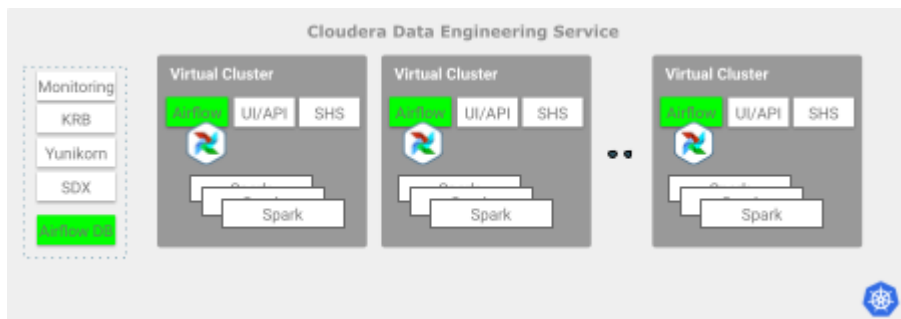 Cloudera Data Engineering Service
Monitoring
KRB
Yunikorn
SDX
Airflow DB
Virtual Cluster
Airflow UI/API SHS
Spark
Virtual Cluster
Airflow UI/API SHS
Spark
Virtual Cluster
Airflow UI/API SHS
Spark